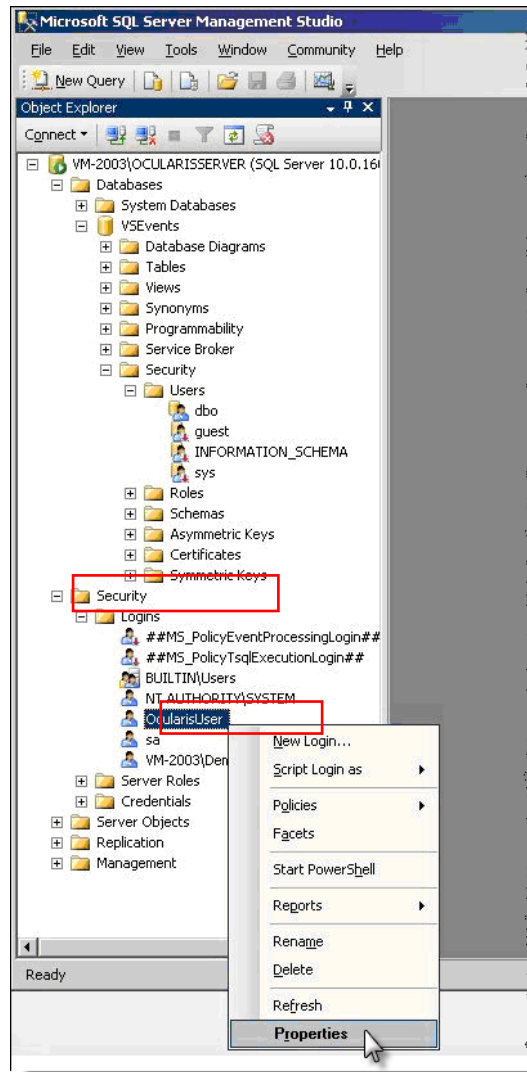 Microsoft SQL Server Management Studio
File Edit View Tools Window Community Help
New Query
Object Explorer
Connect
VM-2003\OCULARISSERVER (SQL Server 10.0.16
Databases
System Databases
VSEvents
Database Diagrams
Tables
Views
Synonyms
Programmability
Service Broker
Security
Users
dbo
guest
INFORMATION_SCHEMA
sys
Roles
Schemas
Asymmetric Keys
Certificates
Symmetric Keys
Security
Logins
##MS_PolicyEventProcessingLogin##
##MS_PolicyTsqlExecutionLogin##
BUILTIN\Users
NT AUTHORITY\SYSTEM
OcularisUser
sa
VM-2003\Den
Server Roles
Credentials
Server Objects
Replication
Management
New Login...
Script Login as
Policies
Facets
Start PowerShell
Reports
Rename
Delete
Refresh
Properties
Ready